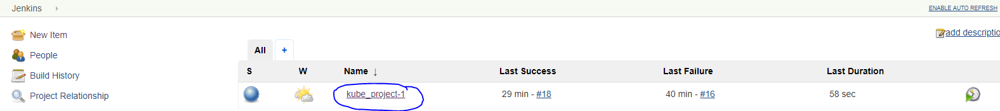 Jenkins
ENABLE AUTO REFRESH
New Item
add descriptio
People
All +
Build History
S W Name ↓ Last Success Last Failure Last Duration
Project Relationship
kube_project-1 29 min - #18 40 min - #16 58 sec